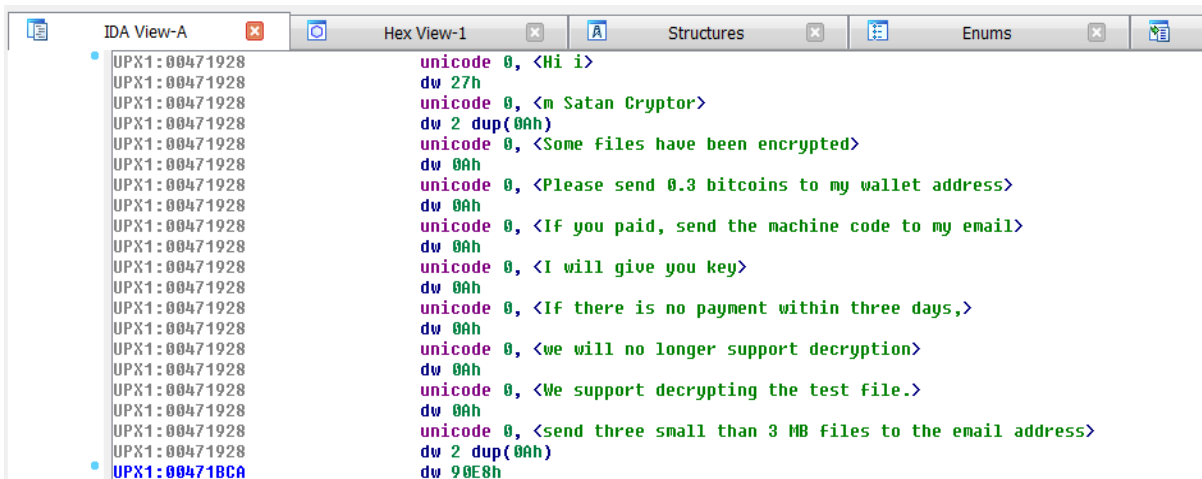 IDA View-A Hex View-1 Structures Enums
UPX1:00471928 unicode 0, <Hi i>
UPX1:00471928 dw 27h
UPX1:00471928 unicode 0, <m Satan Cryptor>
UPX1:00471928 dw 2 dup(0Ah)
UPX1:00471928 unicode 0, <Some files have been encrypted>
UPX1:00471928 dw 0Ah
UPX1:00471928 unicode 0, <Please send 0.3 bitcoins to my wallet address>
UPX1:00471928 dw 0Ah
UPX1:00471928 unicode 0, <If you paid, send the machine code to my email>
UPX1:00471928 dw 0Ah
UPX1:00471928 unicode 0, <I will give you key>
UPX1:00471928 dw 0Ah
UPX1:00471928 unicode 0, <If there is no payment within three days,>
UPX1:00471928 dw 0Ah
UPX1:00471928 unicode 0, <we will no longer support decryption>
UPX1:00471928 dw 0Ah
UPX1:00471928 unicode 0, <We support decrypting the test file.>
UPX1:00471928 dw 0Ah
UPX1:00471928 unicode 0, <send three small than 3 MB files to the email address>
UPX1:00471928 dw 2 dup(0Ah)
UPX1:00471BCA dw 90E8h